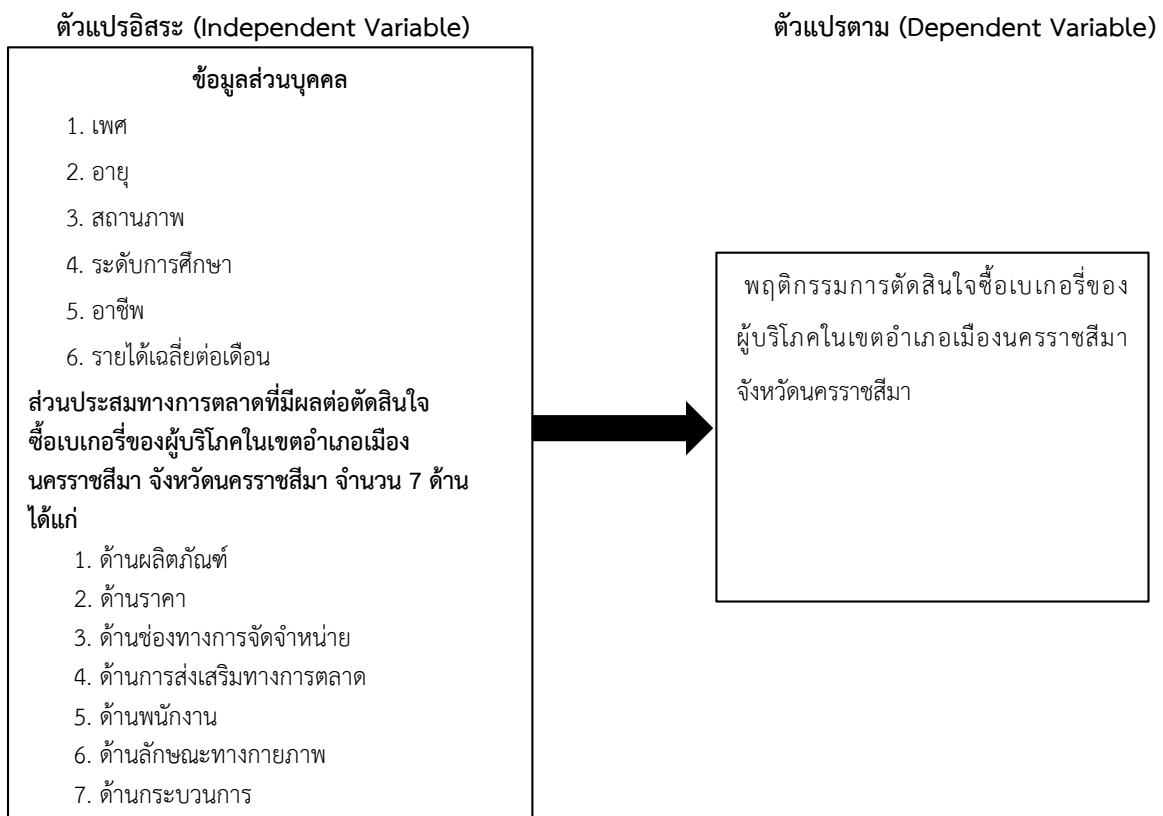 ตัวแปรอิสระ (Independent Variable)
ข้อมูลส่วนบุคคล
1. เพศ
2. อายุ
3. สถานภาพ
4. ระดับการศึกษา
5. อาชีพ
6. รายได้เฉลี่ยต่อเดือน
ส่วนประสมทางการตลาดที่มีผลต่อตัดสินใจ
ซื้อเบเกอรี่ของผู้บริโภคในเขตอำเภอเมือง
นครราชสีมา จังหวัดนครราชสีมา จำนวน 7 ด้าน
ได้แก่
1. ด้านผลิตภัณฑ์
2. ด้านราคา
3. ด้านช่องทางการจัดจำหน่าย
4. ด้านการส่งเสริมทางการตลาด
5. ด้านพนักงาน
6. ด้านลักษณะทางกายภาพ
7. ด้านกระบวนการ
ตัวแปรตาม (Dependent Variable)
พฤติกรรมการตัดสินใจซื้อเบเกอรี่ของ
ผู้บริโภคในเขตอำเภอเมืองนครราชสีมา
จังหวัดนครราชสีมา